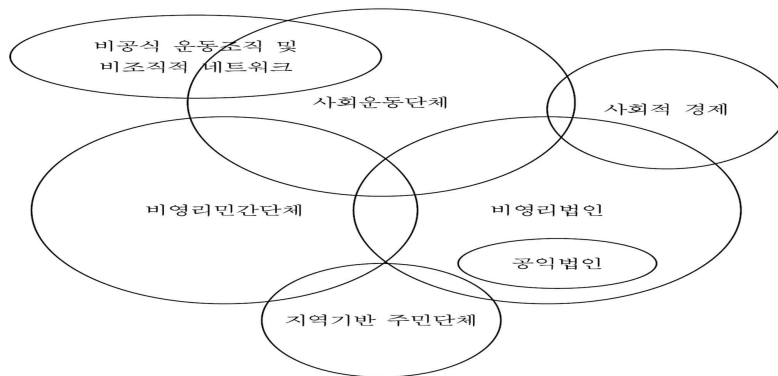 비공식 운동조직 및
비조직적 네트워크
사회운동단체
사회적 경제
비영리민간단체
비영리법인
공익법인
지역기반 주민단체